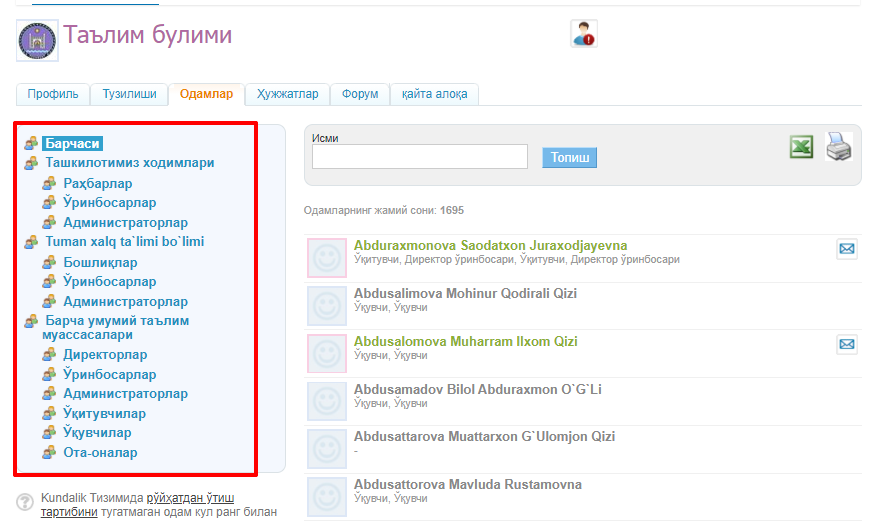 Таълим булими
Профиль
Тузилиши
Одамлар
Ҳужжатлар
Форум
қайта алоқа
Барчаси
Ташкилотимиз ходимлари
Раҳбарлар
Ўринбосарлар
Администраторлар
Tuman xalq ta`limi bo`limi
Бошлиқлар
Ўринбосарлар
Администраторлар
Барча умумий таълим
муассасалари
Директорлар
Ўринбосарлар
Администраторлар
Ўқитувчилар
Ўқувчилар
Ота-оналар
Kundalik Тизимида рўйҳатдан ўтиш
тартибини тугатмаган одам кул ранг билан
Исми
Топиш
Одамларнинг жамий сони: 1695
Abduraxmonova Saodatxon Juraxodjayevna
Ўқитувчи, Директор ўринбосари, Ўқитувчи, Директор ўринбосари
Abdusalimova Mohinur Qodirali Qizi
Ўқувчи, Ўқувчи
Abdusalomova Muharram Ilxom Qizi
Ўқувчи, Ўқувчи
Abdusamadov Bilol Abduraxmon O`G`Li
Ўқувчи, Ўқувчи
Abdusattarova Muattarxon G`Ulomjon Qizi
-
Abdusattorova Mavluda Rustamovna
Ўқувчи, Ўқувчи